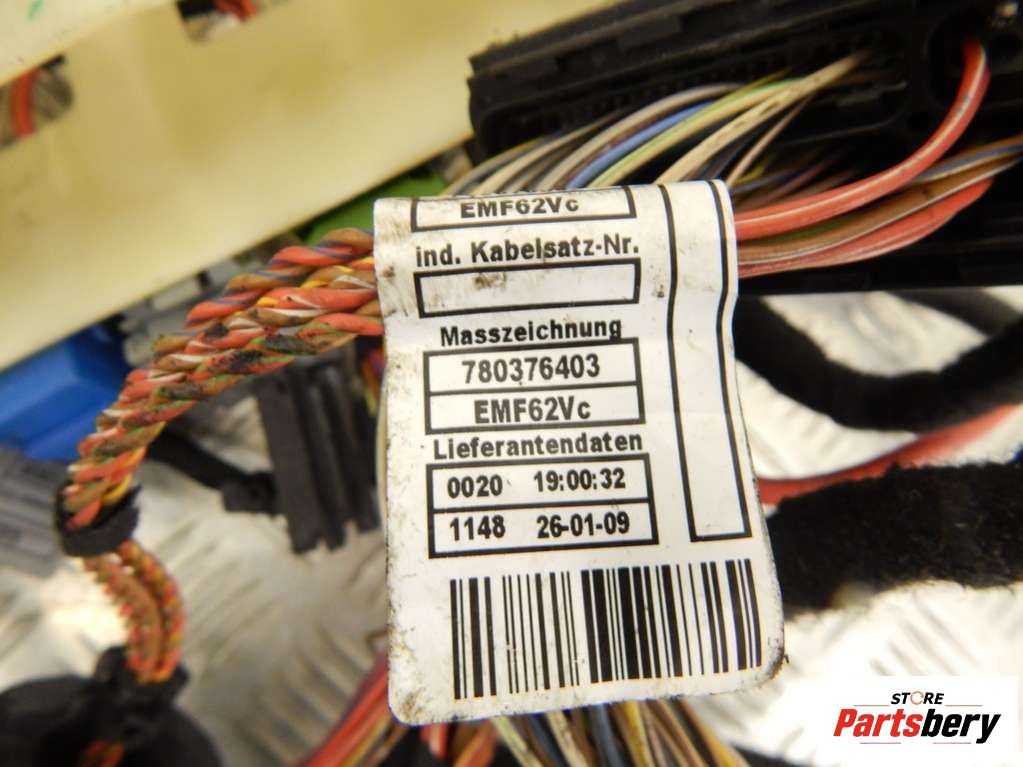 EMF62Vc
ind. Kabelsatz-Nr.
Masszeichnung
780376403
EMF62Vc
Lieferantendaten
0020 19:00:32
1148 26-01-09
STORE
Partsbery